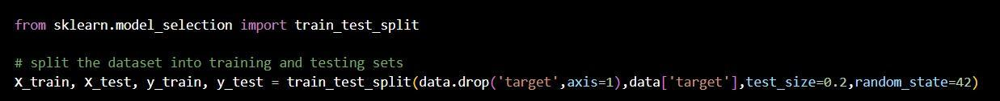 from sklearn.model_selection import train_test_split
# split the dataset into training and testing sets
X_train, X_test, y_train, y_test = train_test_split(data.drop('target',axis=1),data['target'],test_size=0.2,random_state=42)